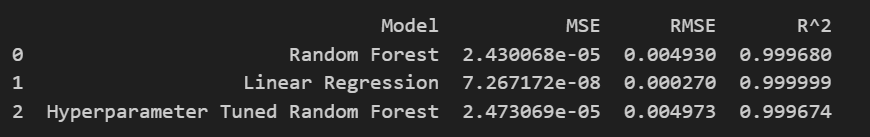 Model MSE RMSE R^2
0 Random Forest 2.430068e-05 0.004930 0.999680
1 Linear Regression 7.267172e-08 0.000270 0.999999
2 Hyperparameter Tuned Random Forest 2.473069e-05 0.004973 0.999674